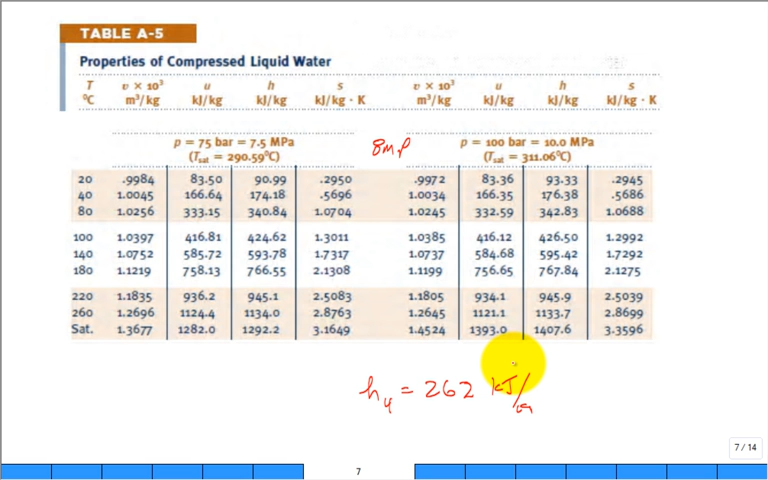 TABLE A-5
Properties of Compressed Liquid Water
T v × 10³ u h s v × 10³ u h s
°C m³/kg kJ/kg kJ/kg kJ/kg · K m³/kg kJ/kg kJ/kg kJ/kg · K
p = 75 bar = 7.5 MPa 8MP p = 100 bar = 10.0 MPa
(Tsat = 290.59°C) (Tsat = 311.06°C)
20 .9984 83.50 90.99 .2950 .9972 83.36 93.33 .2945
40 1.0045 166.64 174.18 .5696 1.0034 166.35 176.38 .5686
80 1.0256 333.15 340.84 1.0704 1.0245 332.59 342.83 1.0688
100 1.0397 416.81 424.62 1.3011 1.0385 416.12 426.50 1.2992
140 1.0752 585.72 593.78 1.7317 1.0737 584.68 595.42 1.7292
180 1.1219 758.13 766.55 2.1308 1.1199 756.65 767.84 2.1275
220 1.1835 936.2 945.1 2.5083 1.1805 934.1 945.9 2.5039
260 1.2696 1124.4 1134.0 2.8763 1.2645 1121.1 1133.7 2.8699
Sat. 1.3677 1282.0 1292.2 3.1649 1.4524 1393.0 1407.6 3.3596
h4 = 262 kJ/kg
7 / 14
7